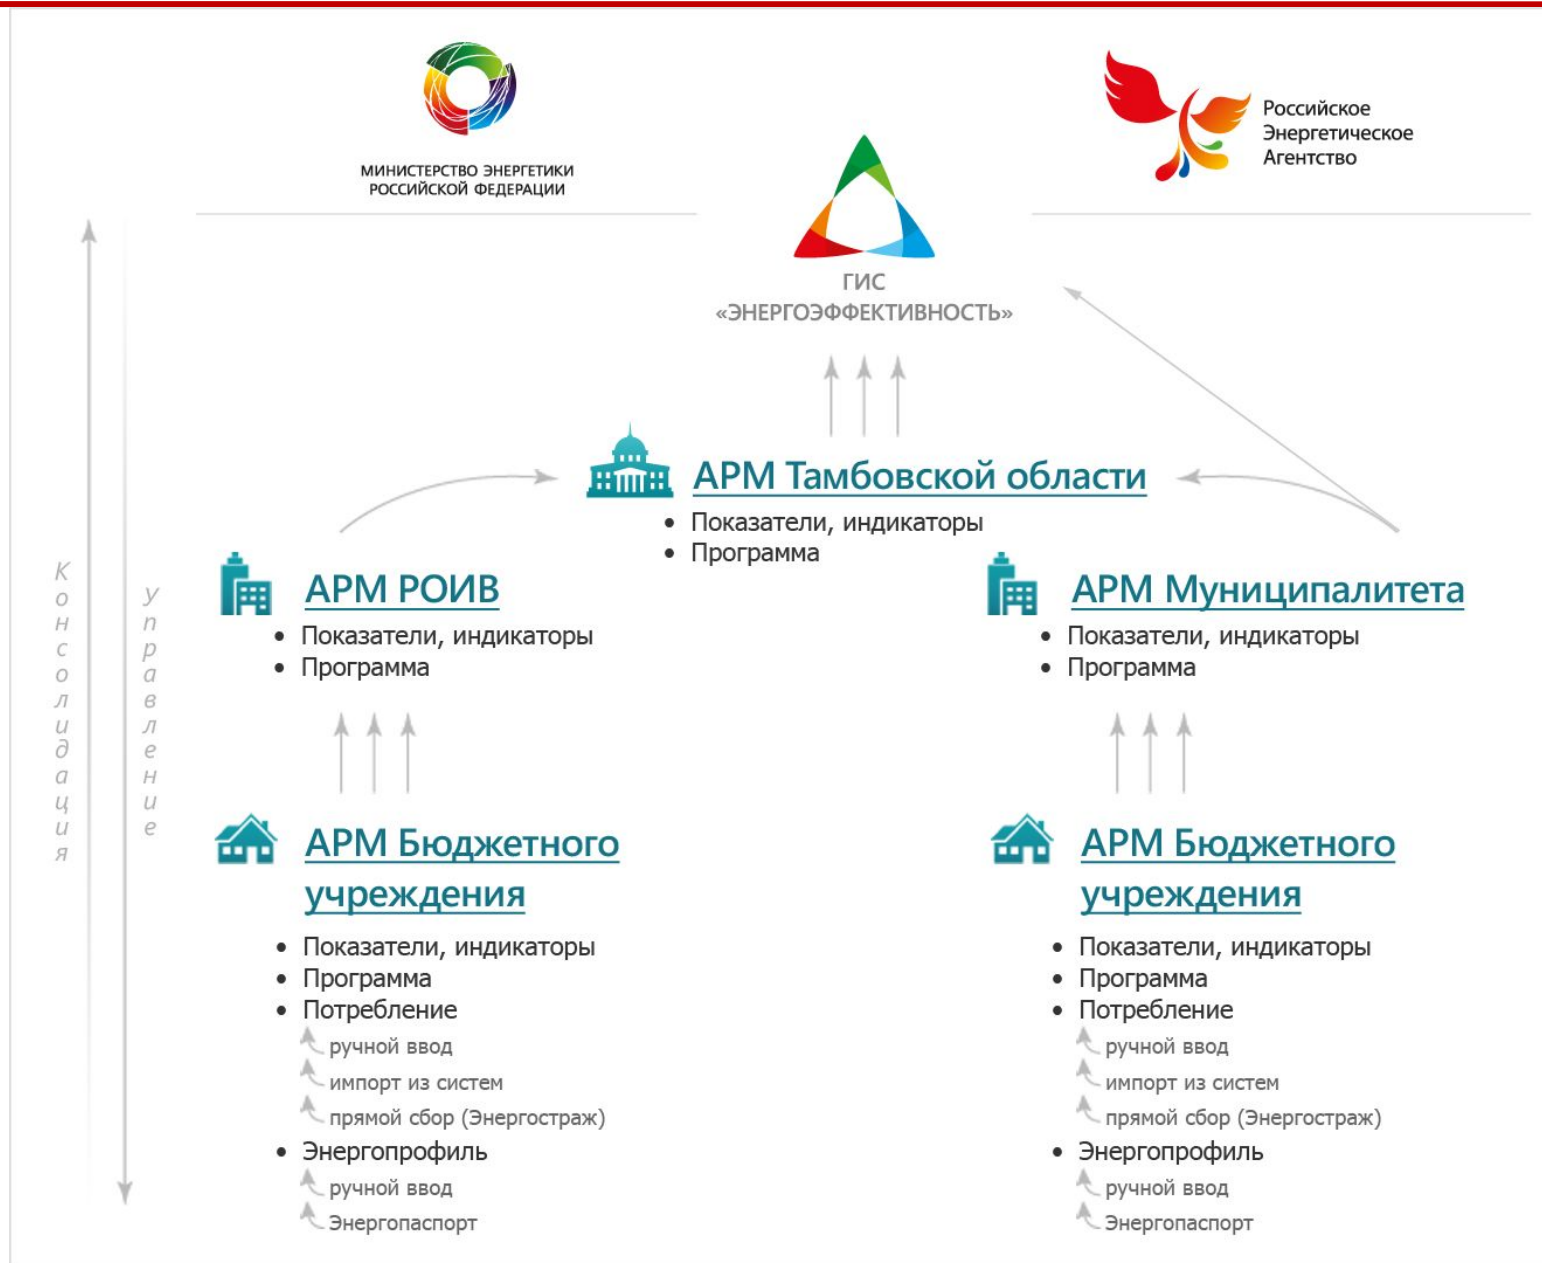 МИНИСТЕРСТВО ЭНЕРГЕТИКИ
РОССИЙСКОЙ ФЕДЕРАЦИИ
Российское
Энергетическое
Агентство
ГИС
«ЭНЕРГОЭФФЕКТИВНОСТЬ»
АРМ Тамбовской области
• Показатели, индикаторы
• Программа
Консолидация
Управление
АРМ РОИВ
• Показатели, индикаторы
• Программа
АРМ Муниципалитета
• Показатели, индикаторы
• Программа
АРМ Бюджетного
учреждения
• Показатели, индикаторы
• Программа
• Потребление
ручной ввод
импорт из систем
прямой сбор (Энергостраж)
• Энергопрофиль
ручной ввод
Энергопаспорт
АРМ Бюджетного
учреждения
• Показатели, индикаторы
• Программа
• Потребление
ручной ввод
импорт из систем
прямой сбор (Энергостраж)
• Энергопрофиль
ручной ввод
Энергопаспорт